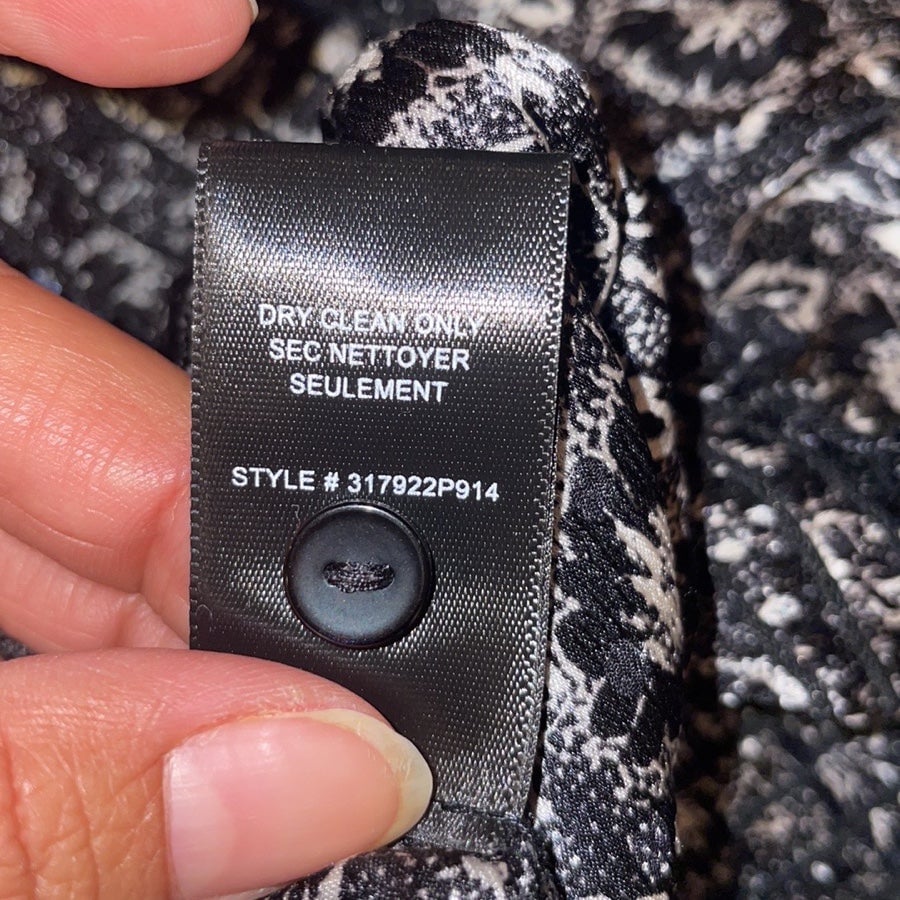 DRY CLEAN ONLY
SEC NETTOYER
SEULEMENT
STYLE # 317922P914